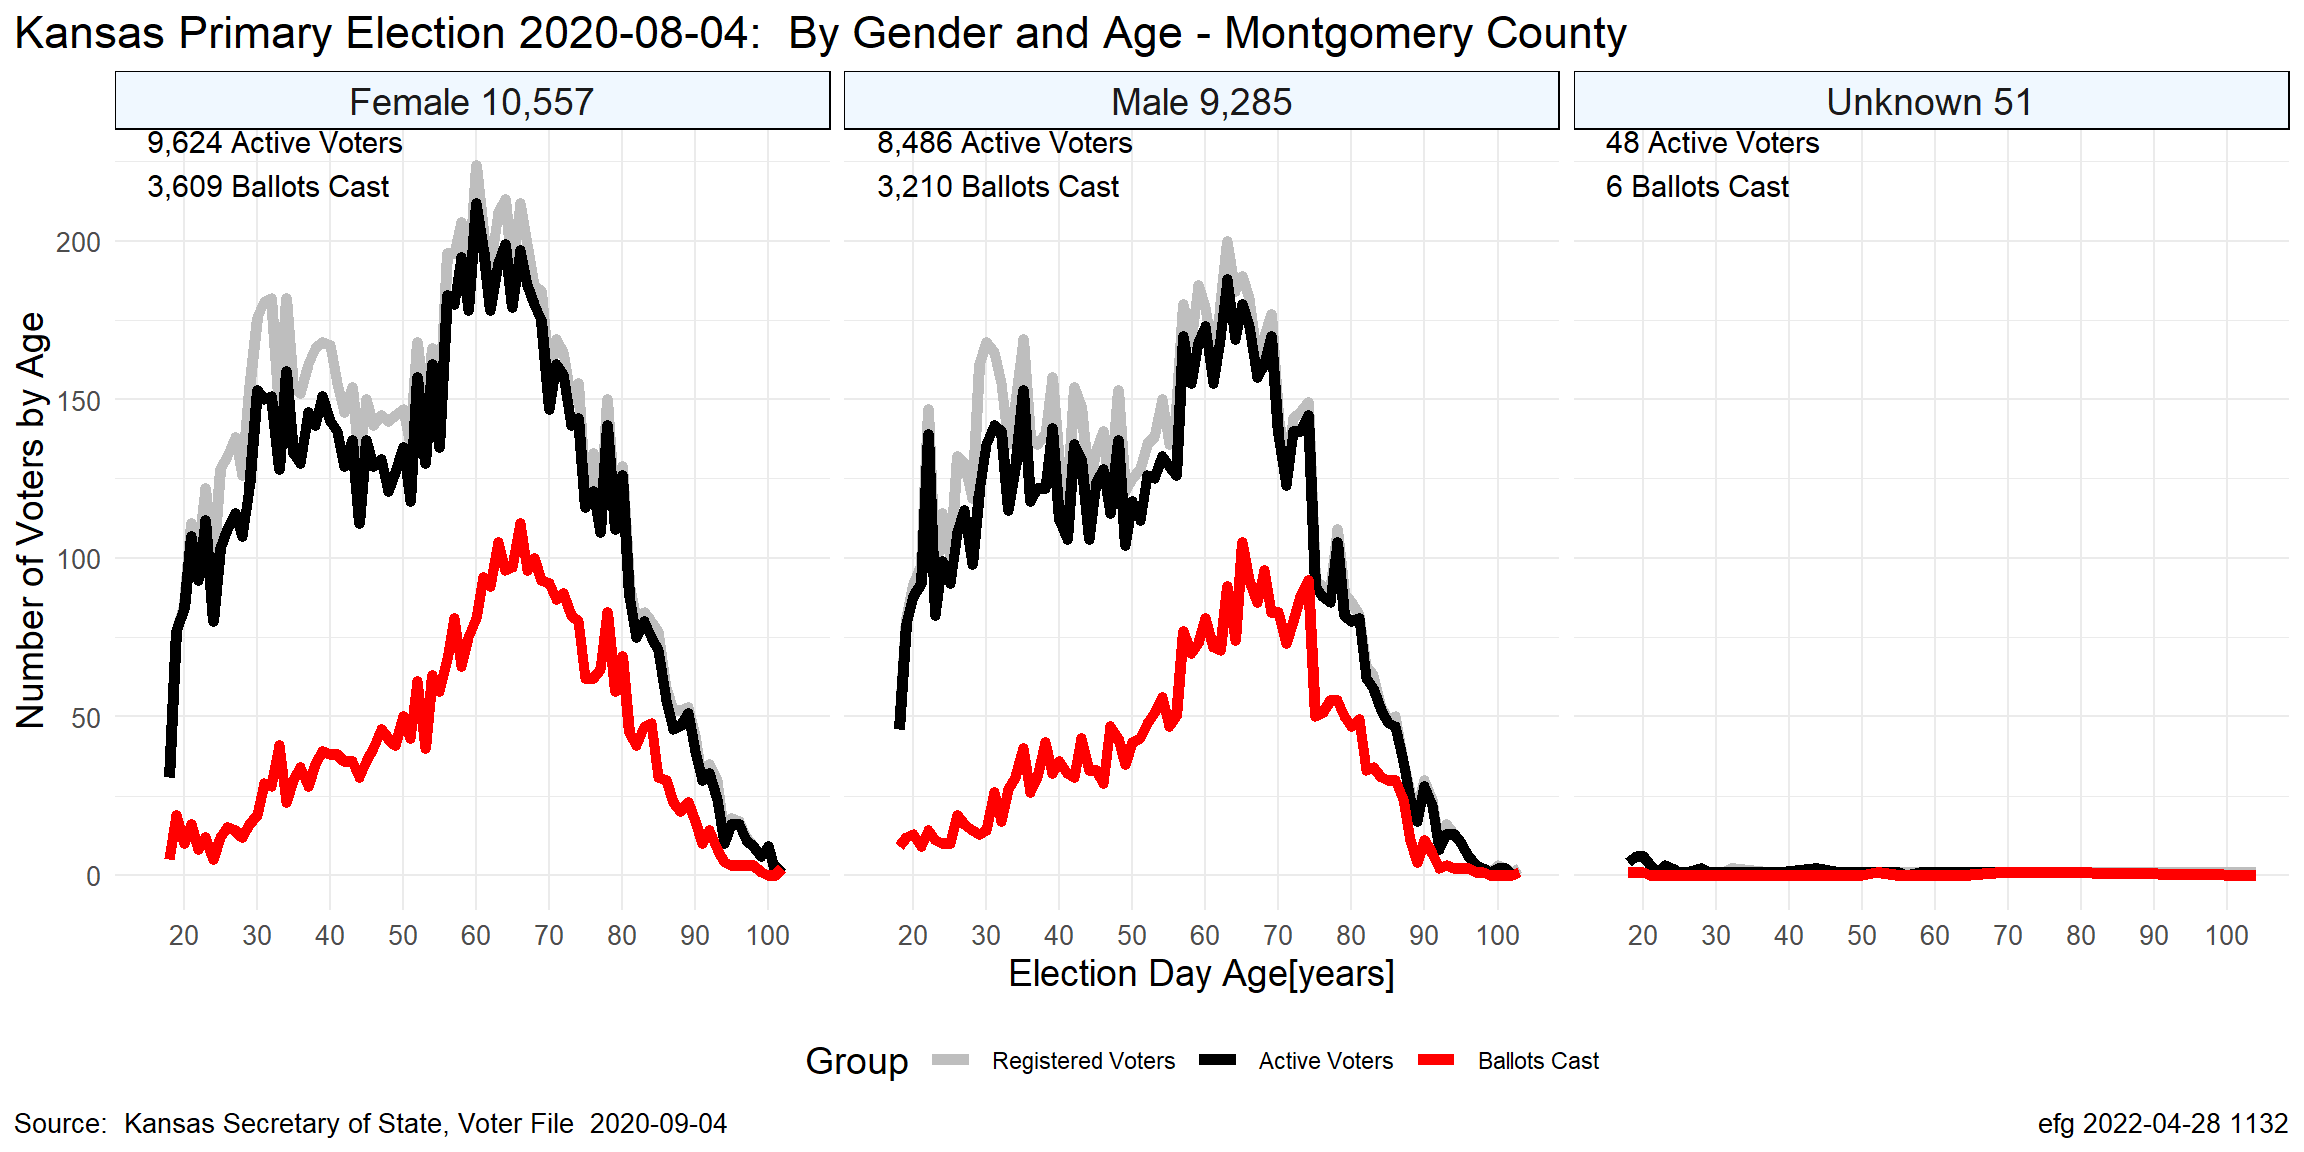 Kansas Primary Election 2020-08-04:  By Gender and Age - Montgomery County
Female 10,557
Male 9,285
Unknown 51
9,624 Active Voters
3,609 Ballots Cast
8,486 Active Voters
3,210 Ballots Cast
48 Active Voters
6 Ballots Cast
Number of Voters by Age
200
150
100
50
0
20 30 40 50 60 70 80 90 100
20 30 40 50 60 70 80 90 100
20 30 40 50 60 70 80 90 100
Election Day Age[years]
Group Registered Voters Active Voters Ballots Cast
Source:  Kansas Secretary of State, Voter File  2020-09-04
efg 2022-04-28 1132